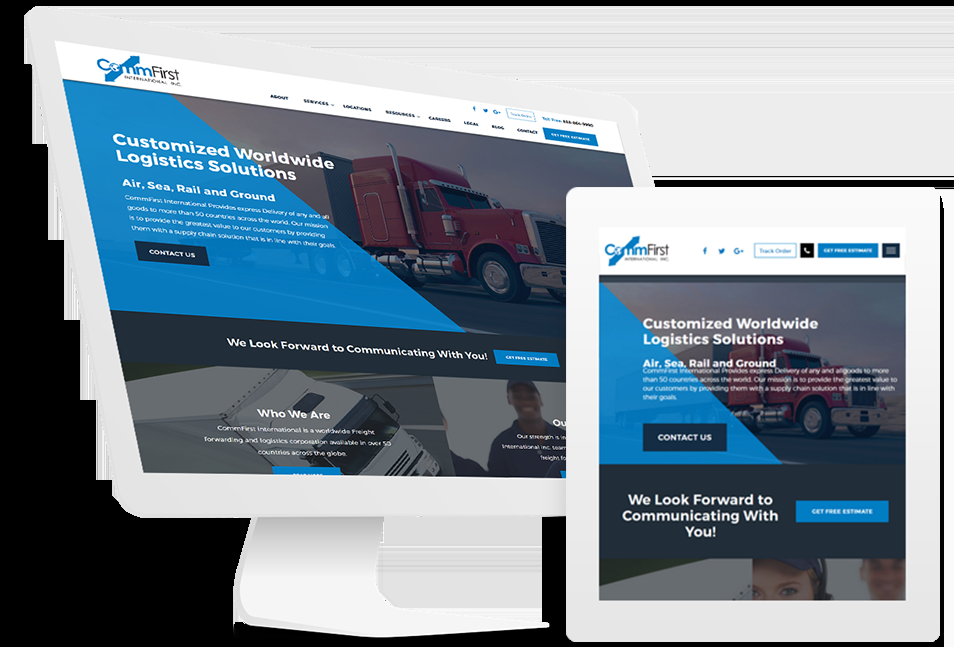 CommFirst
INTERNATIONAL INC.
Track Order
Toll Free: 888-984-9990
ABOUT
SERVICES
LOCATIONS
RESOURCES
CAREERS
LEGAL
BLOG
CONTACT
GET FREE ESTIMATE
Customized Worldwide
Logistics Solutions
Air, Sea, Rail and Ground
CommFirst International Provides express Delivery of any and all
goods to more than 50 countries across the world. Our mission
is to provide the greatest value to our customers by providing
them with a supply chain solution that is in line with their goals.
CONTACT US
We Look Forward to Communicating With You!
GET FREE ESTIMATE
Who We Are
CommFirst International is a worldwide Freight
forwarding and logistics corporation available in over 50
countries across the globe.
Ou
Our strength is in
International Inc. team
freight fo
CommFirst
INTERNATIONAL INC.
f
G+
Track Order
GET FREE ESTIMATE
Customized Worldwide
Logistics Solutions
Air, Sea, Rail and Ground
CommFirst International Provides express Delivery of any and allgoods to more
than 50 countries across the world. Our mission is to provide the greatest value to
our customers by providing them with a supply chain solution that is in line with
their goals.
CONTACT US
We Look Forward to
Communicating With
You!
GET FREE ESTIMATE